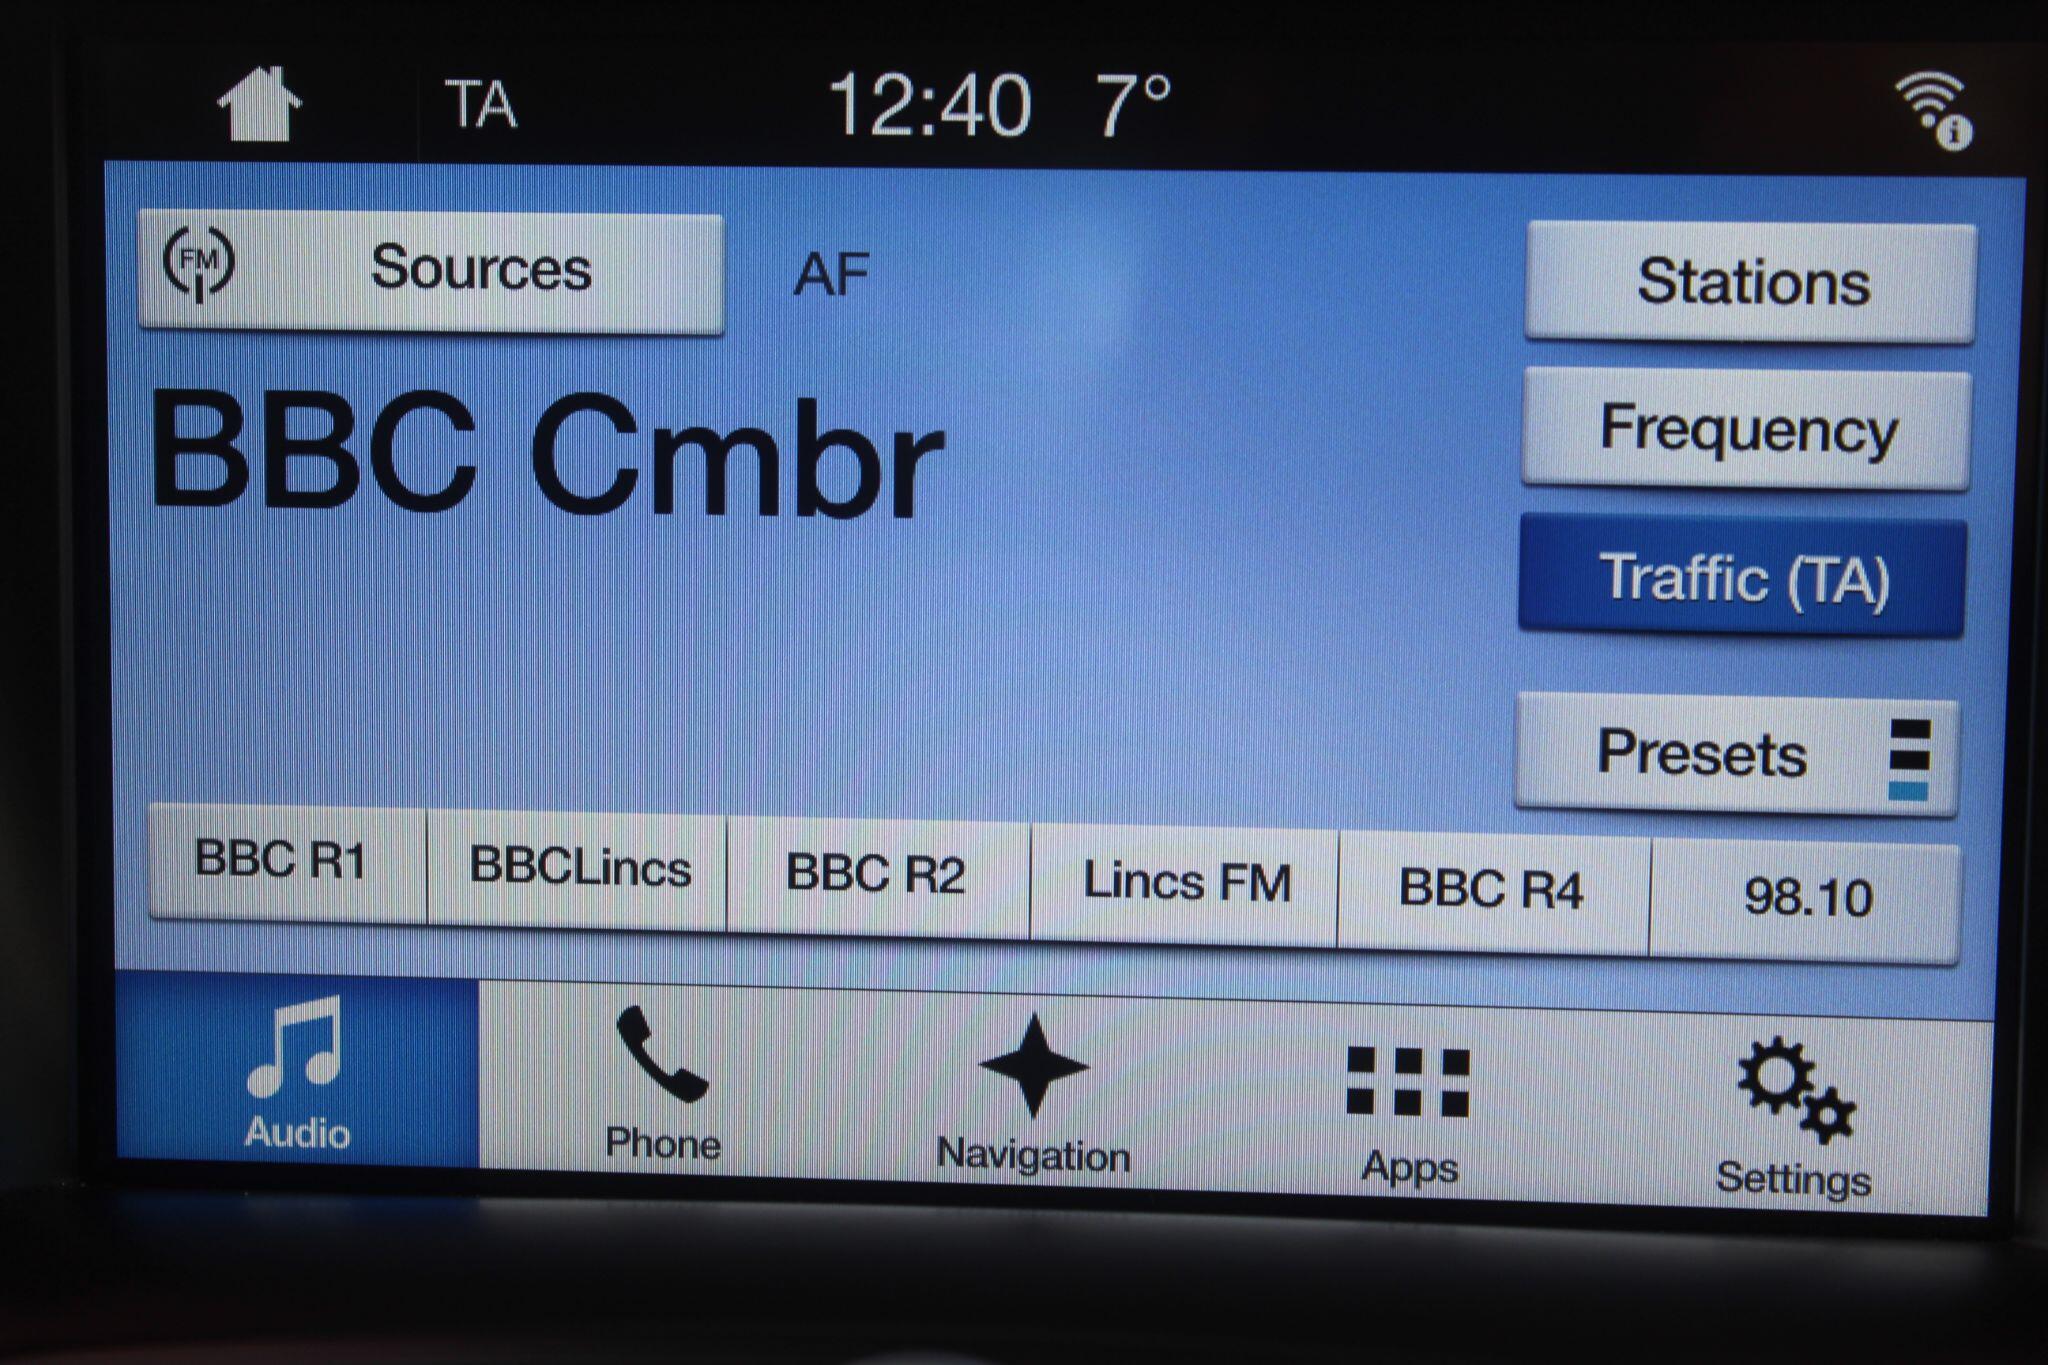 TA 12:40 7°
FM Sources AF Stations
BBC Cmbr
Frequency
Traffic (TA)
Presets
BBC R1 BBCLincs BBC R2 Lincs FM BBC R4 98.10
Audio Phone Navigation Apps Settings